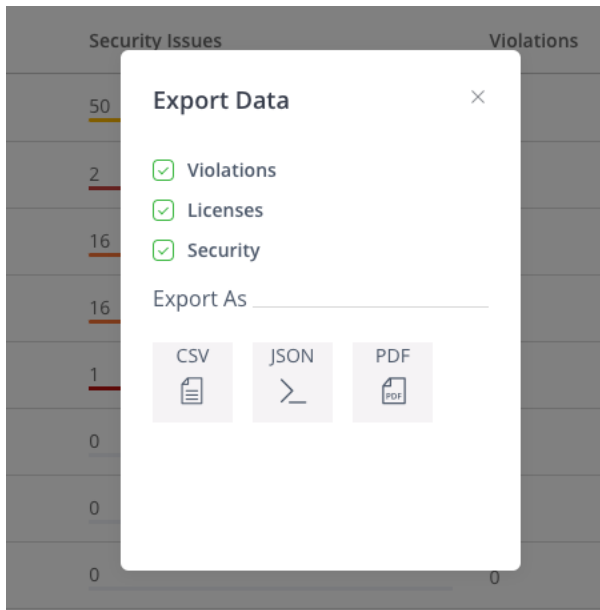 Security Issues Violations
50
Export Data
Violations
2
Licenses
16
Security
Export As
16
CSV JSON PDF
1
PDF
0
0
0 0